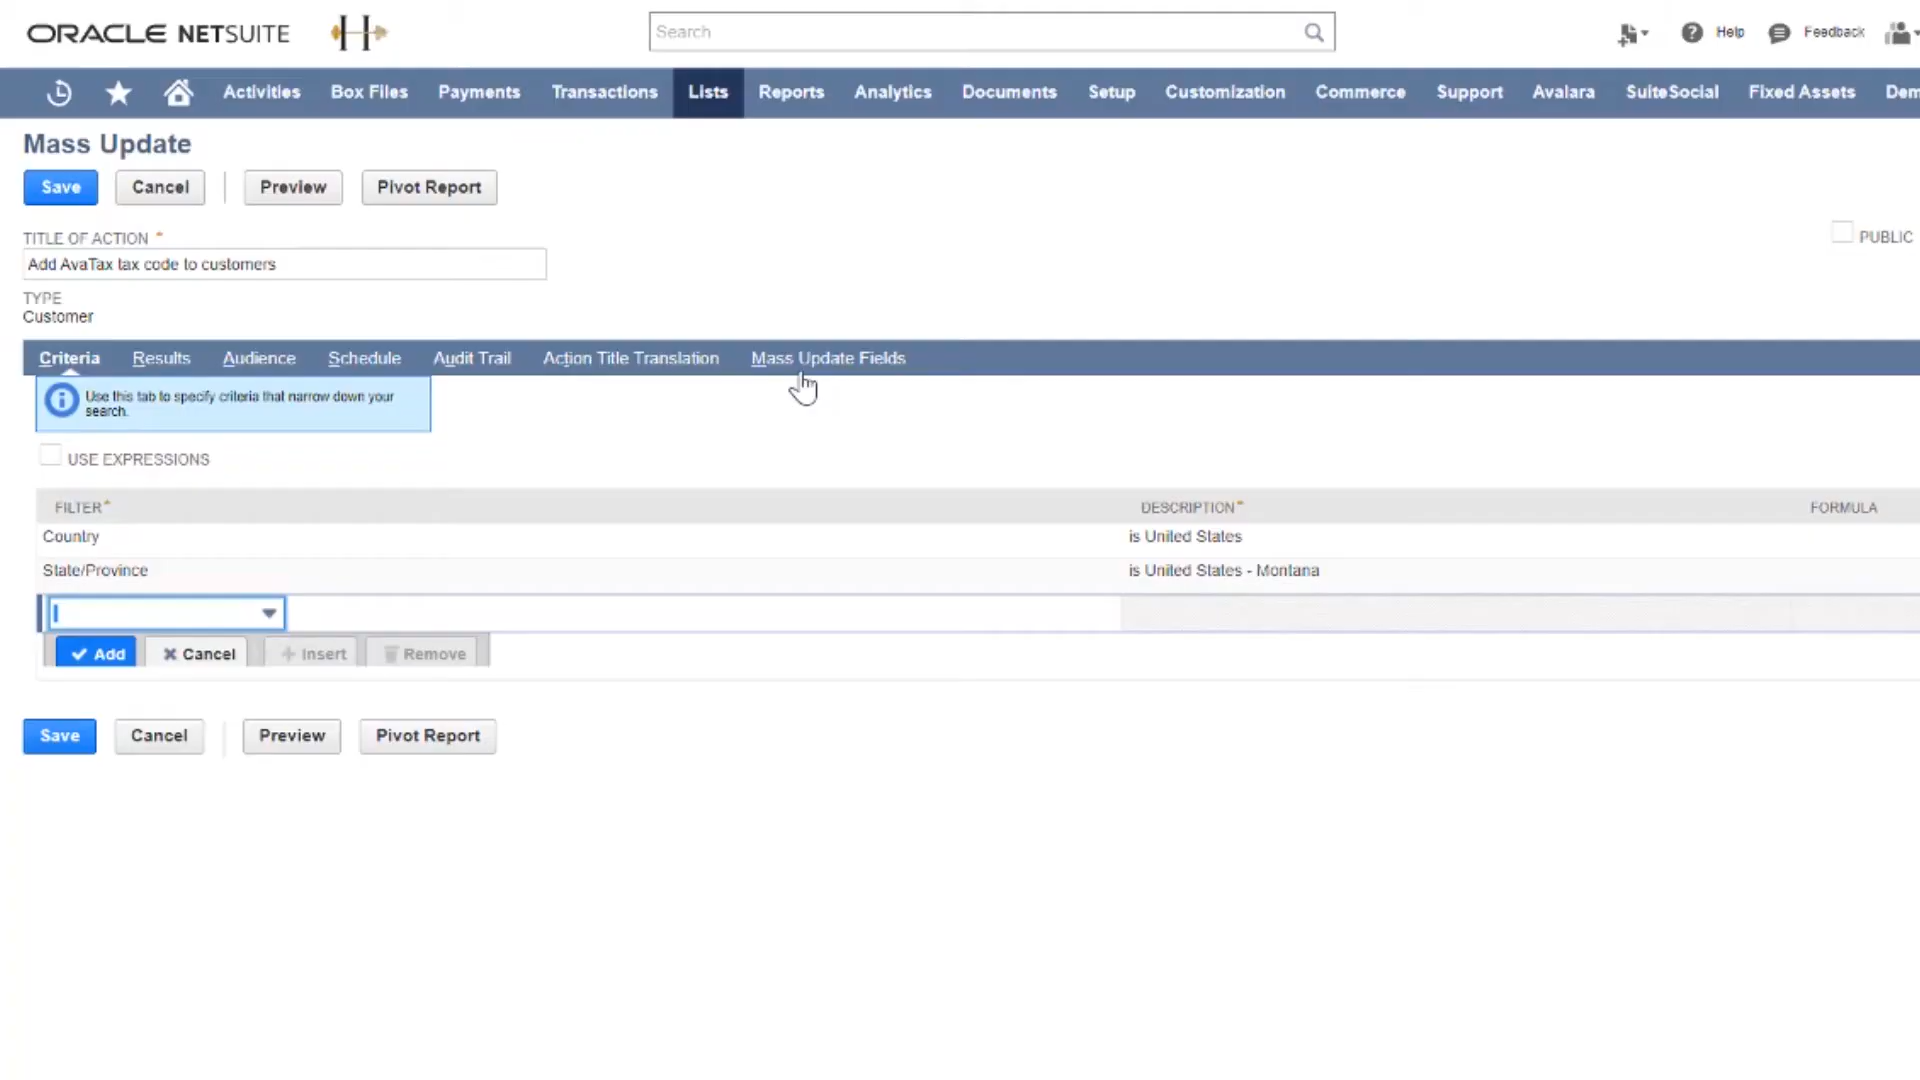 ORACLE NETSUITE H
Search
Help Feedback
Activities Box Files Payments Transactions Lists Reports Analytics Documents Setup Customization Commerce Support Avalara SuiteSocial Fixed Assets Dem
Mass Update
Save Cancel Preview Pivot Report
TITLE OF ACTION *
PUBLIC
Add AvaTax tax code to customers
TYPE
Customer
Criteria Results Audience Schedule Audit Trail Action Title Translation Mass Update Fields
Use this tab to specify criteria that narrow down your
search.
USE EXPRESSIONS
FILTER * DESCRIPTION * FORMULA
Country is United States
State/Province is United States - Montana
Add Cancel Insert Remove
Save Cancel Preview Pivot Report